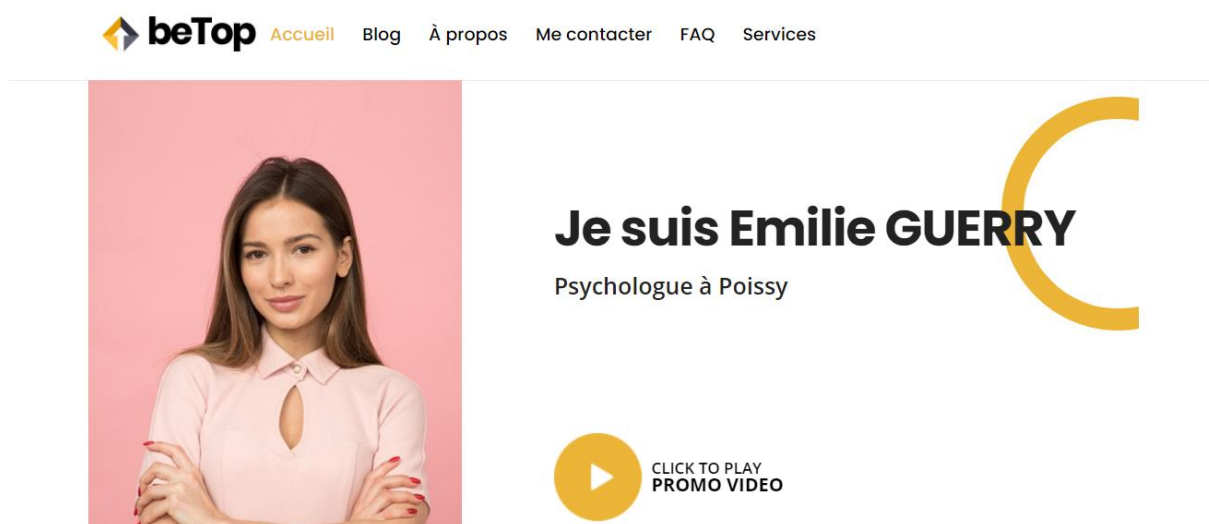 beTop Accueil Blog À propos Me contacter FAQ Services
Je suis Emilie GUERRY
Psychologue à Poissy
CLICK TO PLAY
PROMO VIDEO